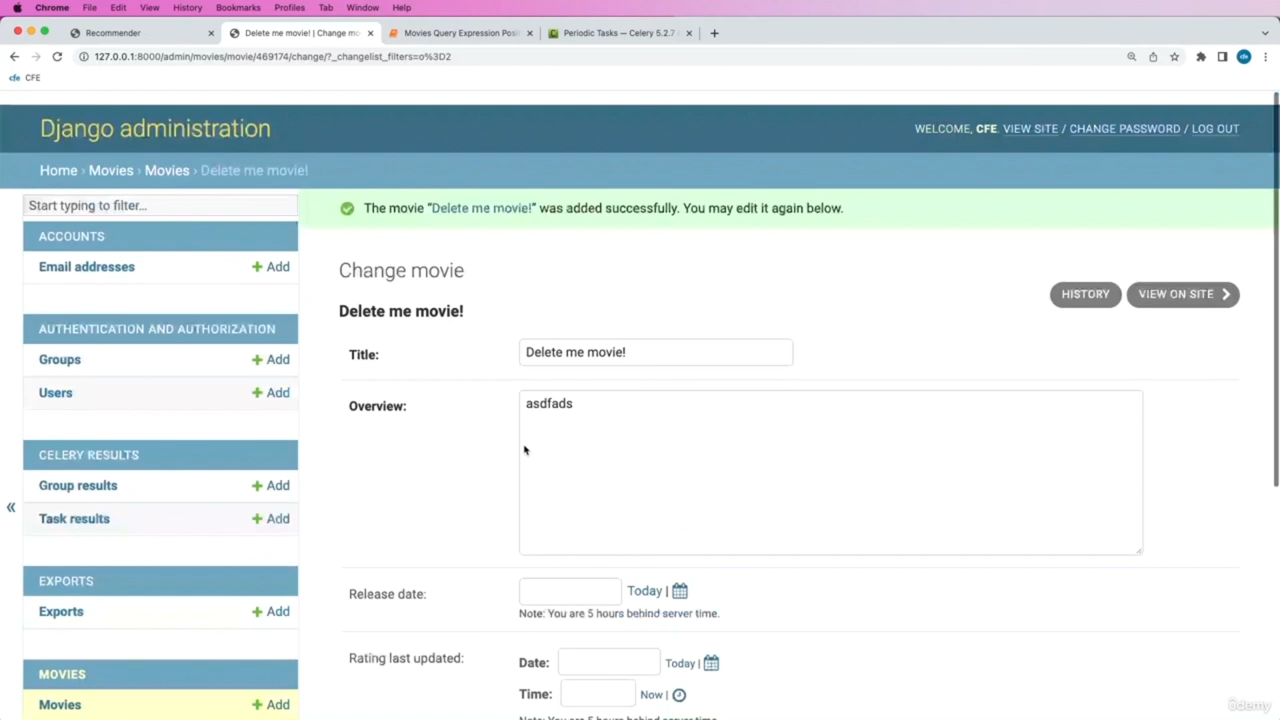 Chrome File Edit View History Bookmarks Profiles Tab Window Help
Recommender Delete me movie! | Change mo Movies Query Expression Posi Periodic Tasks — Celery 5.2.7
127.0.0.1:8000/admin/movies/movie/469174/change/?_changelist_filters=o%3D2
cfe CFE
Django administration
WELCOME, CFE. VIEW SITE / CHANGE PASSWORD / LOG OUT
Home › Movies › Movies › Delete me movie!
Start typing to filter...
ACCOUNTS
Email addresses + Add
AUTHENTICATION AND AUTHORIZATION
Groups + Add
Users + Add
CELERY RESULTS
Group results + Add
Task results + Add
EXPORTS
Exports + Add
MOVIES
Movies + Add
«
The movie “Delete me movie!” was added successfully. You may edit it again below.
Change movie
HISTORY VIEW ON SITE
Delete me movie!
Title: Delete me movie!
Overview: asdfads
Release date: Today |
Note: You are 5 hours behind server time.
Rating last updated: Date: Today |
Time: Now |
Note: You are 5 hours behind server time.
ûdemy